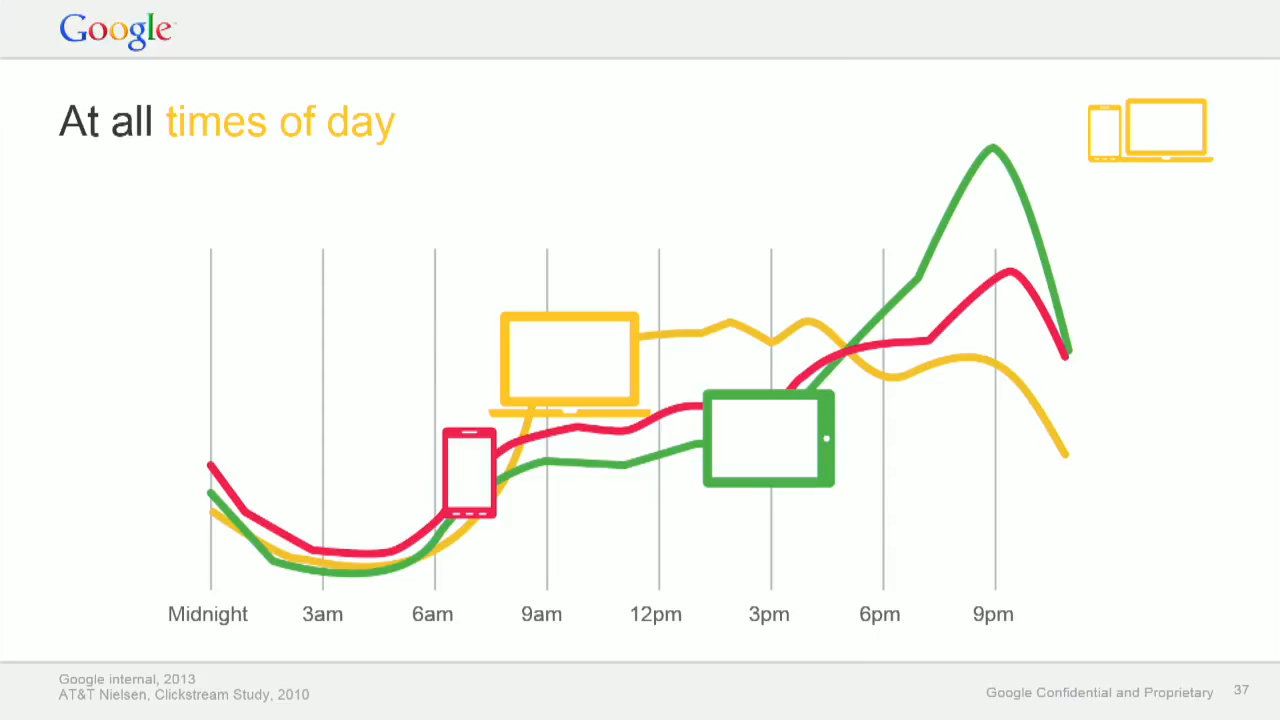 Google
At all times of day
Midnight 3am 6am 9am 12pm 3pm 6pm 9pm
Google internal, 2013
AT&T Nielsen, Clickstream Study, 2010
Google Confidential and Proprietary 37